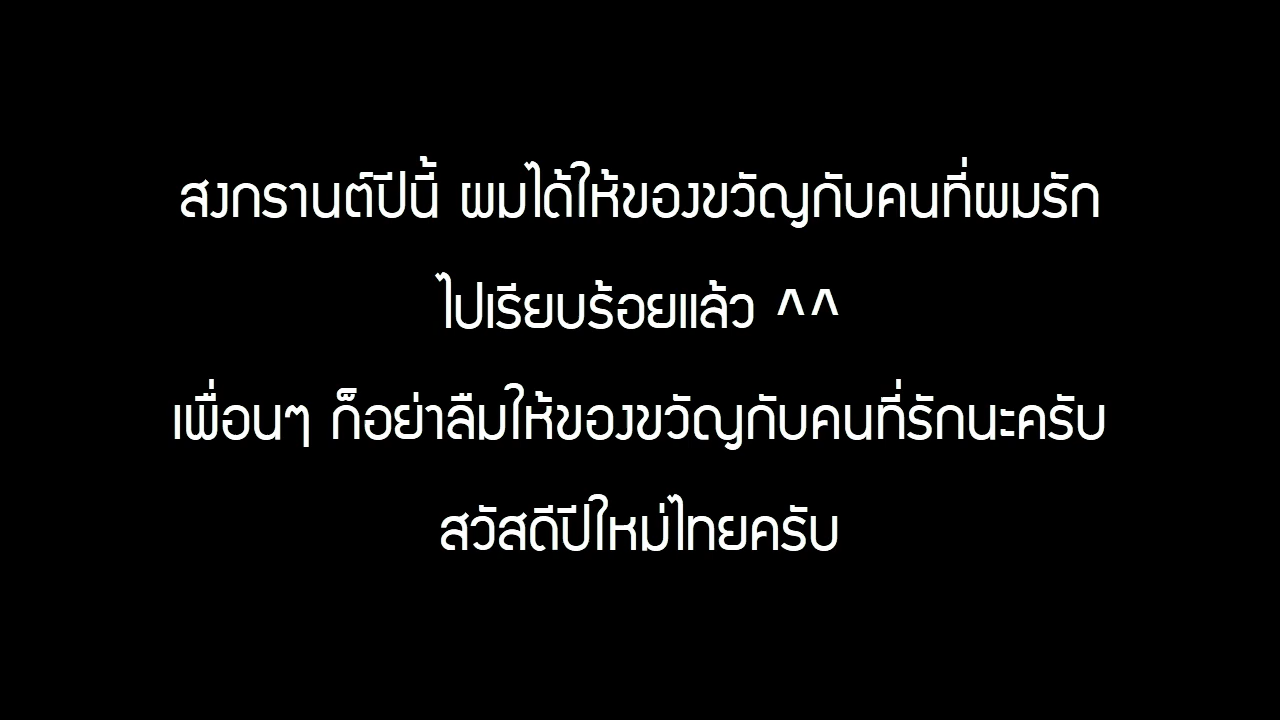 สงกรานต์ปีนี้ ผมได้ให้ของขวัญกับคนที่ผมรัก
ไปเรียบร้อยแล้ว ^^
เพื่อนๆ ก็อย่าลืมให้ของขวัญกับคนที่รักนะครับ
สวัสดีปีใหม่ไทยครับ